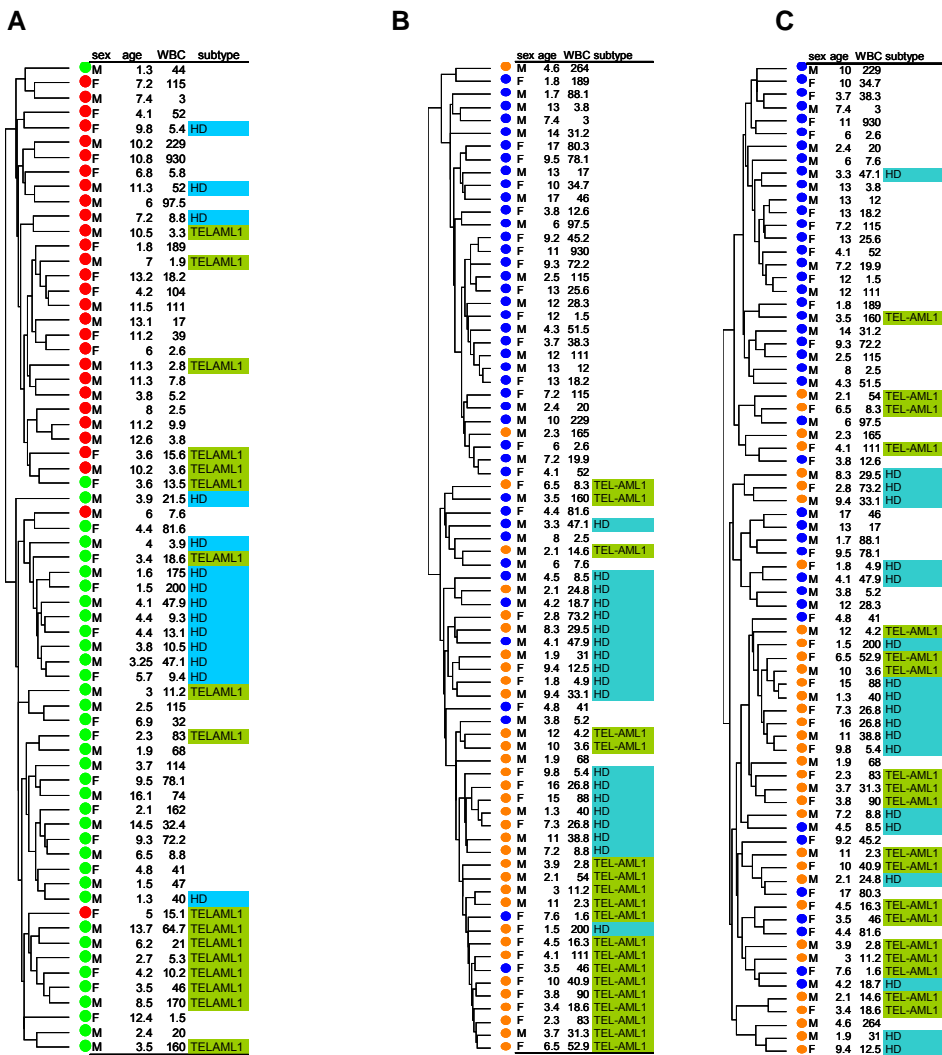 A
sex age WBC subtype
M 1.3 44
F 7.2 115
M 7.4 3
F 4.1 52
F 9.8 5.4 HD
M 10.2 229
F 10.8 930
F 6.8 5.8
M 11.3 52 HD
M 6 97.5
M 7.2 8.8 HD
M 10.5 3.3 TELAML1
F 1.8 189
M 7 1.9 TELAML1
F 13.2 18.2
F 4.2 104
M 11.5 111
M 13.1 17
F 11.2 39
F 6 2.6
M 11.3 2.8 TELAML1
M 11.3 7.8
M 3.8 5.2
M 8 2.5
M 11.2 9.9
M 12.6 3.8
F 3.6 15.6 TELAML1
M 10.2 3.6 TELAML1
F 3.6 13.5 TELAML1
M 3.9 21.5 HD
M 6 7.6
F 4.4 81.6
M 4 3.9 HD
F 3.4 18.6 TELAML1
M 1.6 175 HD
F 1.5 200 HD
M 4.1 47.9 HD
M 4.4 9.3 HD
F 4.4 13.1 HD
M 3.8 10.5 HD
M 3.25 47.1 HD
F 5.7 9.4 HD
M 3 11.2 TELAML1
M 2.5 115
F 6.9 32
F 2.3 83 TELAML1
M 1.9 68
M 3.7 114
F 9.5 78.1
M 16.1 74
F 2.1 162
M 14.5 32.4
F 9.3 72.2
M 6.5 8.8
F 4.8 41
M 1.5 47
M 1.3 40 HD
F 5 15.1 TELAML1
M 13.7 64.7 TELAML1
M 6.2 21 TELAML1
M 2.7 5.3 TELAML1
F 4.2 10.2 TELAML1
F 3.5 46 TELAML1
M 8.5 170 TELAML1
F 12.4 1.5
M 2.4 20
M 3.5 160 TELAML1
B
sex age WBC subtype
M 4.6 264
F 1.8 189
M 1.7 88.1
M 13 3.8
M 7.4 3
M 14 31.2
F 17 80.3
F 9.5 78.1
M 13 17
F 10 34.7
M 17 46
F 3.8 12.6
M 6 97.5
F 9.2 45.2
F 11 930
F 9.3 72.2
M 2.5 115
F 13 25.6
M 12 28.3
F 12 1.5
M 4.3 51.5
F 3.7 38.3
M 12 111
M 13 12
F 13 18.2
F 7.2 115
M 2.4 20
M 10 229
M 2.3 165
F 6 2.6
M 7.2 19.9
F 4.1 52
F 6.5 8.3 TEL-AML1
M 3.5 160 TEL-AML1
F 4.4 81.6
M 3.3 47.1 HD
M 8 2.5
M 2.1 14.6 TEL-AML1
M 6 7.6
M 4.5 8.5 HD
M 2.1 24.8 HD
M 4.2 18.7 HD
F 2.8 73.2 HD
M 8.3 29.5 HD
M 4.1 47.9 HD
M 1.9 31 HD
F 9.4 12.5 HD
F 1.8 4.9 HD
M 9.4 33.1 HD
F 4.8 41
M 3.8 5.2
M 12 4.2 TEL-AML1
M 10 3.6 TEL-AML1
M 1.9 68
F 9.8 5.4 HD
F 16 26.8 HD
F 15 88 HD
M 1.3 40 HD
F 7.3 26.8 HD
M 11 38.8 HD
M 7.2 8.8 HD
M 3.9 2.8 TEL-AML1
M 2.1 54 TEL-AML1
M 3 11.2 TEL-AML1
M 11 2.3 TEL-AML1
F 7.6 1.6 TEL-AML1
F 1.5 200 HD
F 4.5 16.3 TEL-AML1
F 4.1 111 TEL-AML1
F 3.5 46 TEL-AML1
F 10 40.9 TEL-AML1
F 3.8 90 TEL-AML1
F 3.4 18.6 TEL-AML1
F 2.3 83 TEL-AML1
M 3.7 31.3 TEL-AML1
F 6.5 52.9 TEL-AML1
C
sex age WBC subtype
M 10 229
F 10 34.7
F 3.7 38.3
M 7.4 3
F 11 930
F 6 2.6
M 2.4 20
M 6 7.6
M 3.3 47.1 HD
M 13 3.8
M 13 12
F 13 18.2
F 7.2 115
F 13 25.6
F 4.1 52
M 7.2 19.9
F 12 1.5
M 12 111
F 1.8 189
M 3.5 160 TEL-AML1
M 14 31.2
F 9.3 72.2
M 2.5 115
M 8 2.5
M 4.3 51.5
M 2.1 54 TEL-AML1
F 6.5 8.3 TEL-AML1
M 6 97.5
M 2.3 165
F 4.1 111 TEL-AML1
F 3.8 12.6
M 8.3 29.5 HD
F 2.8 73.2 HD
M 9.4 33.1 HD
M 17 46
M 13 17
M 1.7 88.1
F 9.5 78.1
F 1.8 4.9 HD
M 4.1 47.9 HD
M 3.8 5.2
M 12 28.3
F 4.8 41
M 12 4.2 TEL-AML1
F 1.5 200 HD
F 6.5 52.9 TEL-AML1
M 10 3.6 TEL-AML1
F 15 88 HD
M 1.3 40 HD
F 7.3 26.8 HD
F 16 26.8 HD
M 11 38.8 HD
F 9.8 5.4 HD
M 1.9 68
F 2.3 83 TEL-AML1
M 3.7 31.3 TEL-AML1
F 3.8 90 TEL-AML1
M 7.2 8.8 HD
M 4.5 8.5 HD
F 9.2 45.2
M 11 2.3 TEL-AML1
F 10 40.9 TEL-AML1
M 2.1 24.8 HD
F 17 80.3
F 4.5 16.3 TEL-AML1
F 3.5 46 TEL-AML1
F 4.4 81.6
M 3.9 2.8 TEL-AML1
M 3 11.2 TEL-AML1
F 7.6 1.6 TEL-AML1
M 4.2 18.7 HD
M 2.1 14.6 TEL-AML1
F 3.4 18.6 TEL-AML1
M 4.6 264
M 1.9 31 HD
F 9.4 12.5 HD